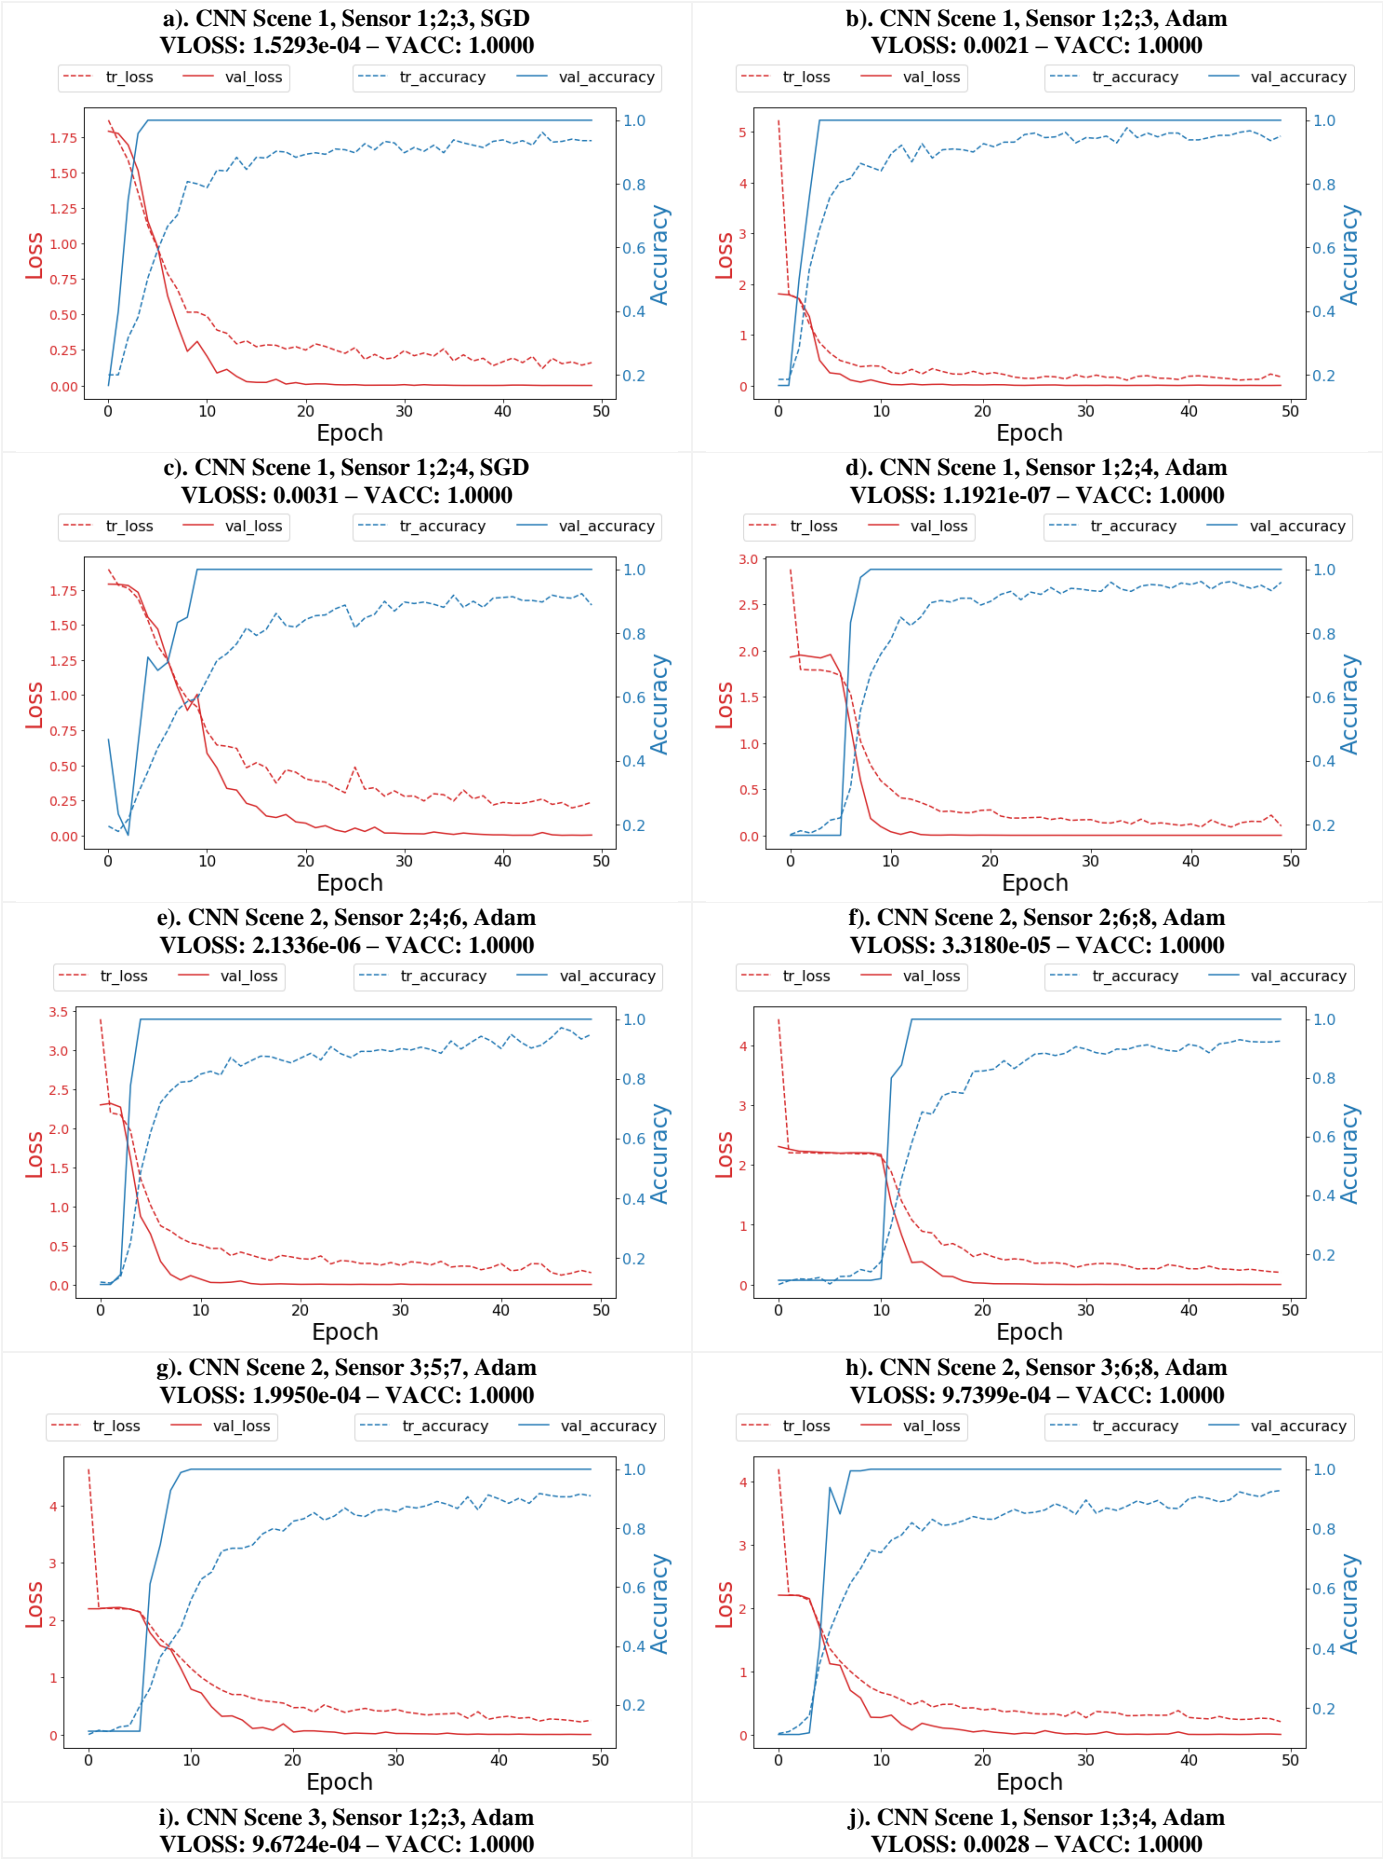 a). CNN Scene 1, Sensor 1;2;3, SGD
VLOSS: 1.5293e-04 – VACC: 1.0000
tr_loss val_loss tr_accuracy val_accuracy
1.75
1.50
1.25
1.00
0.75
0.50
0.25
0.00
Loss
1.0
0.8
0.6
0.4
0.2
Accuracy
0 10 20 30 40 50
Epoch
b). CNN Scene 1, Sensor 1;2;3, Adam
VLOSS: 0.0021 – VACC: 1.0000
tr_loss val_loss tr_accuracy val_accuracy
5
4
3
2
1
0
Loss
1.0
0.8
0.6
0.4
0.2
Accuracy
0 10 20 30 40 50
Epoch
c). CNN Scene 1, Sensor 1;2;4, SGD
VLOSS: 0.0031 – VACC: 1.0000
tr_loss val_loss tr_accuracy val_accuracy
1.75
1.50
1.25
1.00
0.75
0.50
0.25
0.00
Loss
1.0
0.8
0.6
0.4
0.2
Accuracy
0 10 20 30 40 50
Epoch
d). CNN Scene 1, Sensor 1;2;4, Adam
VLOSS: 1.1921e-07 – VACC: 1.0000
tr_loss val_loss tr_accuracy val_accuracy
3.0
2.5
2.0
1.5
1.0
0.5
0.0
Loss
1.0
0.8
0.6
0.4
0.2
Accuracy
0 10 20 30 40 50
Epoch
e). CNN Scene 2, Sensor 2;4;6, Adam
VLOSS: 2.1336e-06 – VACC: 1.0000
tr_loss val_loss tr_accuracy val_accuracy
3.5
3.0
2.5
2.0
1.5
1.0
0.5
0.0
Loss
1.0
0.8
0.6
0.4
0.2
Accuracy
0 10 20 30 40 50
Epoch
f). CNN Scene 2, Sensor 2;6;8, Adam
VLOSS: 3.3180e-05 – VACC: 1.0000
tr_loss val_loss tr_accuracy val_accuracy
4
3
2
1
0
Loss
1.0
0.8
0.6
0.4
0.2
Accuracy
0 10 20 30 40 50
Epoch
g). CNN Scene 2, Sensor 3;5;7, Adam
VLOSS: 1.9950e-04 – VACC: 1.0000
tr_loss val_loss tr_accuracy val_accuracy
4
3
2
1
0
Loss
1.0
0.8
0.6
0.4
0.2
Accuracy
0 10 20 30 40 50
Epoch
h). CNN Scene 2, Sensor 3;6;8, Adam
VLOSS: 9.7399e-04 – VACC: 1.0000
tr_loss val_loss tr_accuracy val_accuracy
4
3
2
1
0
Loss
1.0
0.8
0.6
0.4
0.2
Accuracy
0 10 20 30 40 50
Epoch
i). CNN Scene 3, Sensor 1;2;3, Adam
VLOSS: 9.6724e-04 – VACC: 1.0000
j). CNN Scene 1, Sensor 1;3;4, Adam
VLOSS: 0.0028 – VACC: 1.0000